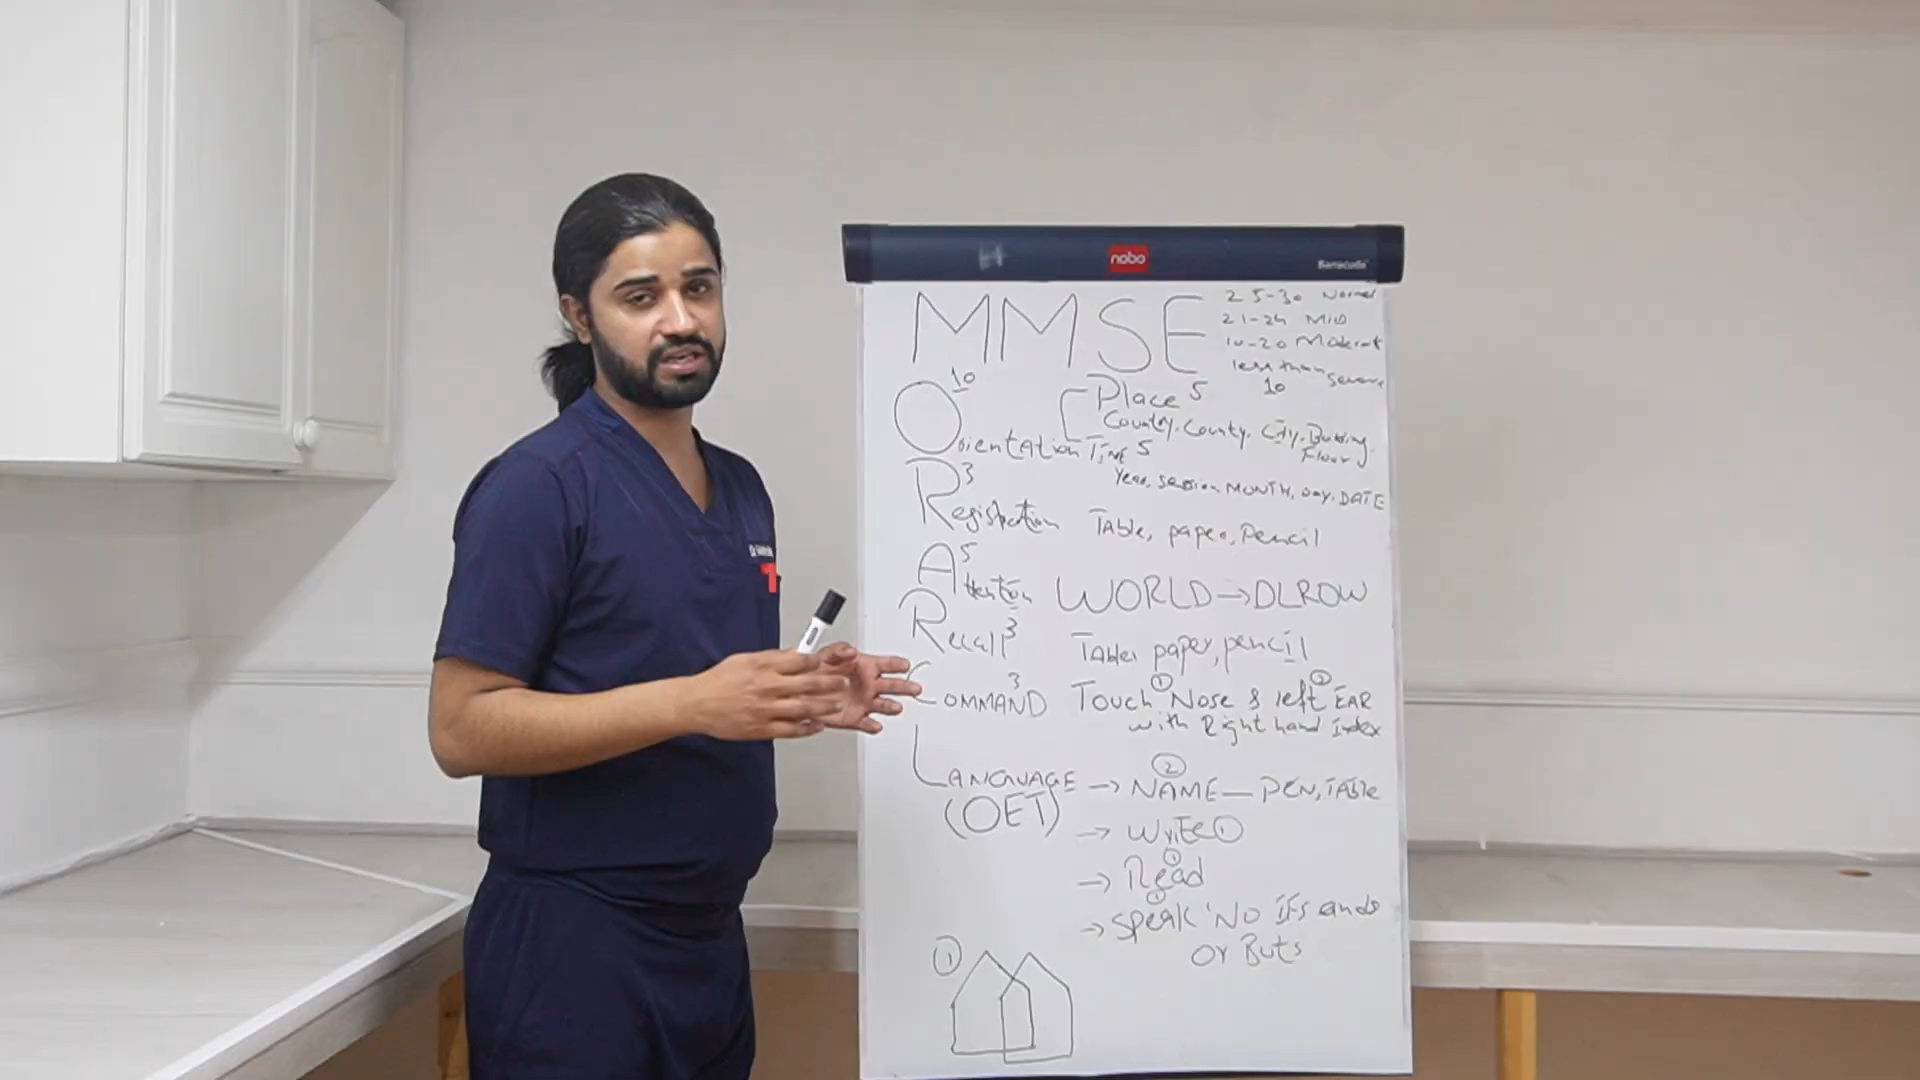 nobo
Barracuda
MMSE
25-30 Normal
21-24 Mild
10-20 Moderate
less than severe
10
Orientation 10
Place 5
Country, County, City, Building,
Floor
Time 5
Year, Season, MONTH, Day, DATE
Registration 3 Table, paper, Pencil
Attention 5 WORLD → DLROW
Recall 3 Table, paper, pencil
COMMAND 3 Touch ① Nose & left ② EAR
with Right hand Index
LANGUAGE → NAME ② — PEN, TABLE
(OET)
→ Write ①
→ Read ①
→ Speak ① 'No IFs ands
or Buts
①